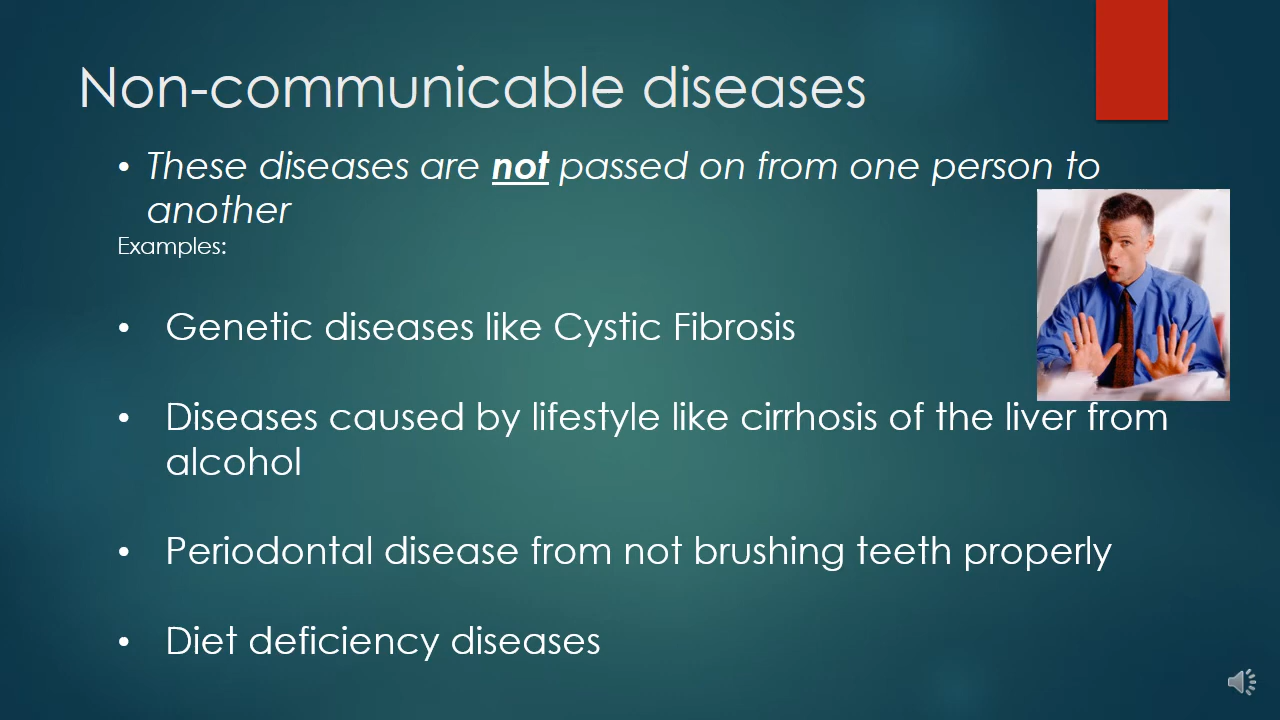 Non-communicable diseases
• These diseases are not passed on from one person to
another
Examples:
• Genetic diseases like Cystic Fibrosis
• Diseases caused by lifestyle like cirrhosis of the liver from
alcohol
• Periodontal disease from not brushing teeth properly
• Diet deficiency diseases